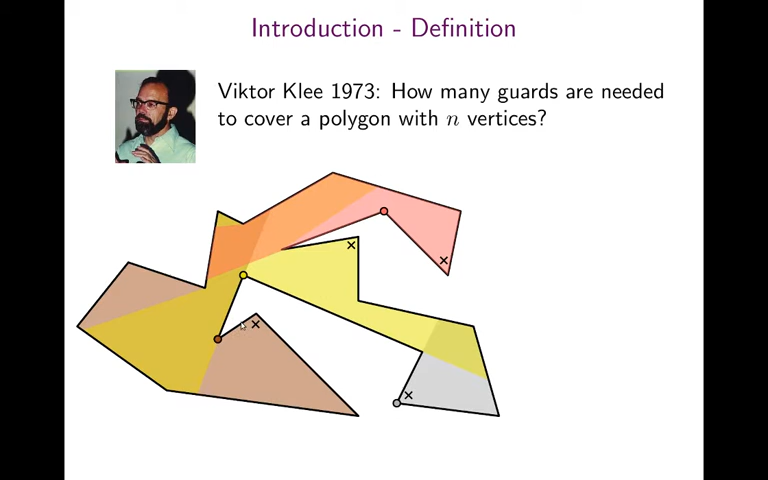 Introduction - Definition
Viktor Klee 1973: How many guards are needed
to cover a polygon with n vertices?